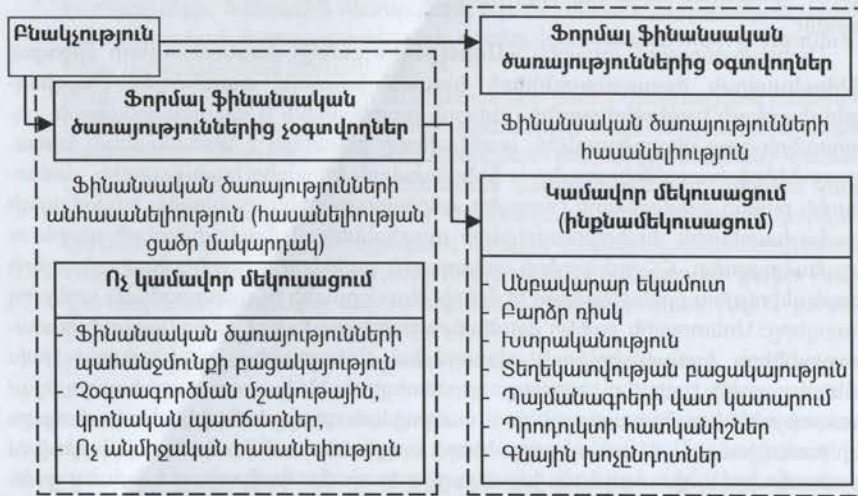 Բնակչություն
Ֆորմալ ֆինանսական
ծառայություններից չօգտվողներ
Ֆինանսական ծառայությունների
անհասանելիություն (հասանելիության
ցածր մակարդակ)
Ոչ կամավոր մեկուսացում
- Ֆինանսական ծառայությունների
պահանջմունքի բացակայություն
- Չօգտագործման մշակութային,
կրոնական պատճառներ,
- Ոչ անմիջական հասանելիություն
Ֆորմալ ֆինանսական
ծառայություններից օգտվողներ
Ֆինանսական ծառայությունների
հասանելիություն
Կամավոր մեկուսացում
(ինքնամեկուսացում)
- Անբավարար եկամուտ
- Բարձր ռիսկ
- Խտրականություն
- Տեղեկատվության բացակայություն
- Պայմանագրերի վատ կատարում
- Պրոդուկտի հատկանիշներ
- Գնային խոչընդոտներ